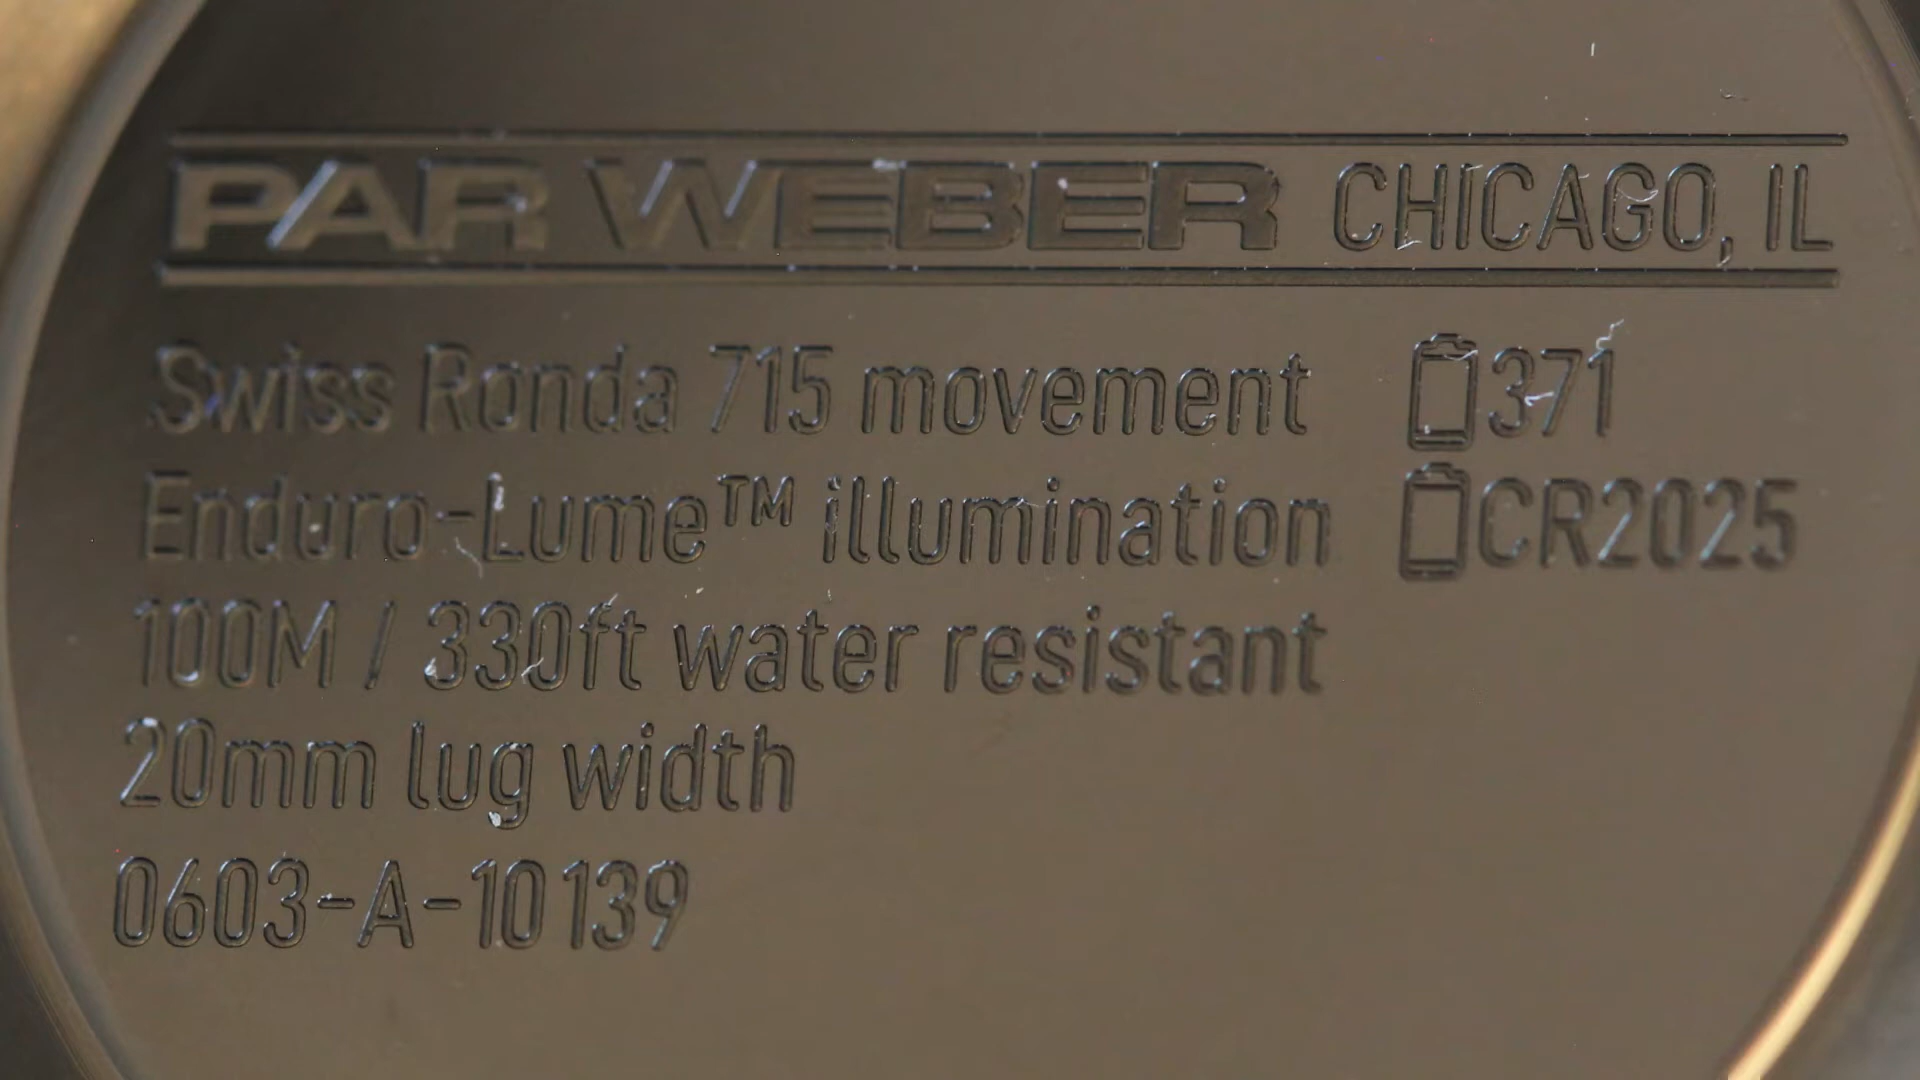 PAR WEBER CHICAGO, IL
Swiss Ronda 715 movement 371
Enduro-Lume™ illumination CR2025
100M / 330ft water resistant
20mm lug width
0603-A-10139